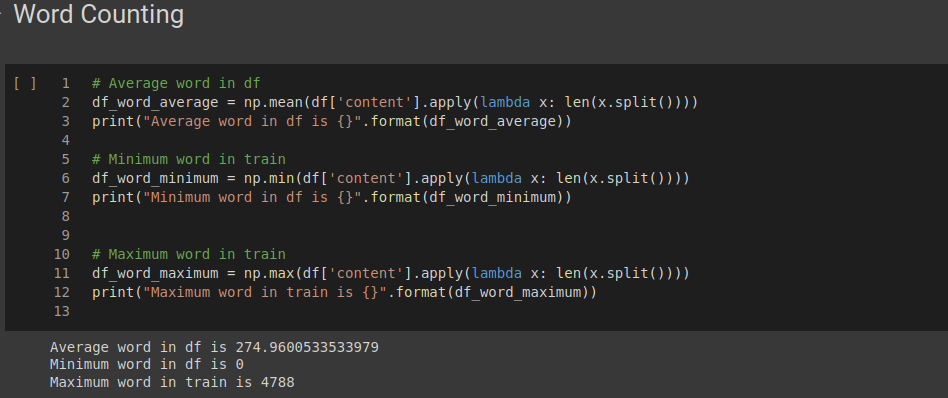 Word Counting
[ ] 1 # Average word in df
2 df_word_average = np.mean(df['content'].apply(lambda x: len(x.split())))
3 print("Average word in df is {}".format(df_word_average))
4
5 # Minimum word in train
6 df_word_minimum = np.min(df['content'].apply(lambda x: len(x.split())))
7 print("Minimum word in df is {}".format(df_word_minimum))
8
9
10 # Maximum word in train
11 df_word_maximum = np.max(df['content'].apply(lambda x: len(x.split())))
12 print("Maximum word in train is {}".format(df_word_maximum))
13
Average word in df is 274.9600533533979
Minimum word in df is 0
Maximum word in train is 4788